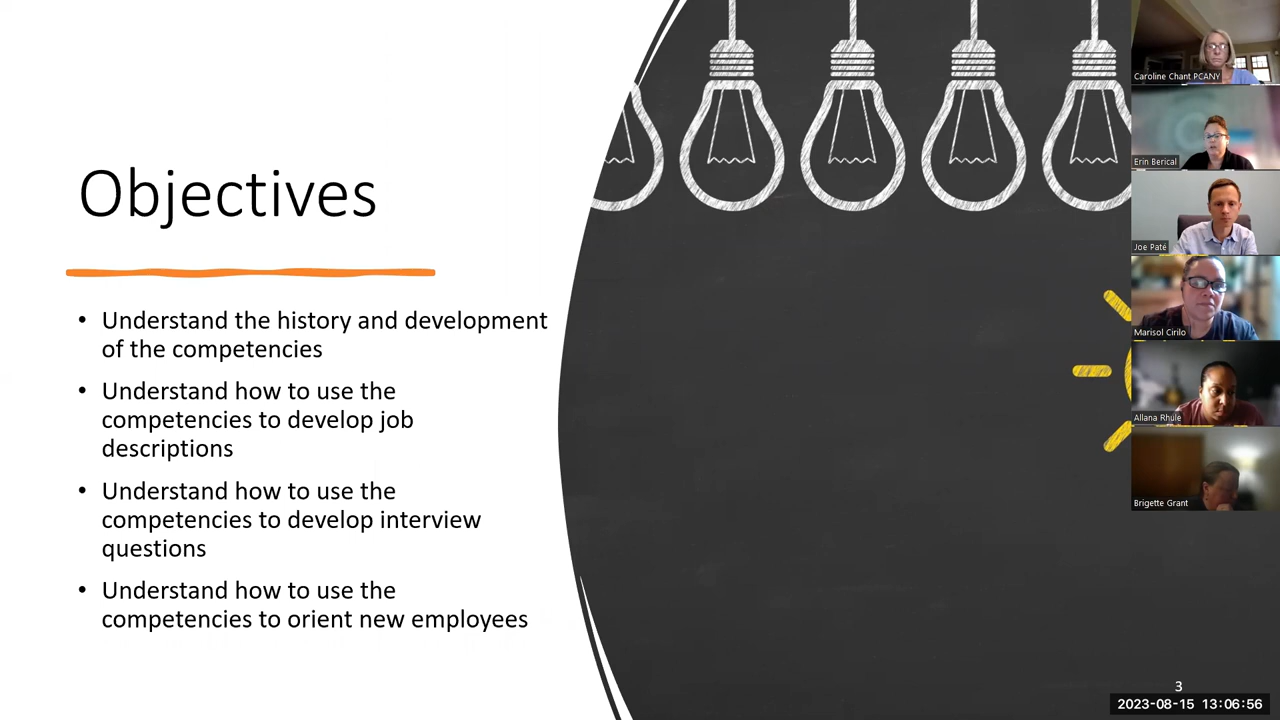 Objectives
• Understand the history and development
of the competencies
• Understand how to use the
competencies to develop job
descriptions
• Understand how to use the
competencies to develop interview
questions
• Understand how to use the
competencies to orient new employees
Caroline Chant PCANY
Erin Berical
Joe Paté
Marisol Cirilo
Allana Rhule
Brigette Grant
3
2023-08-15 13:06:56